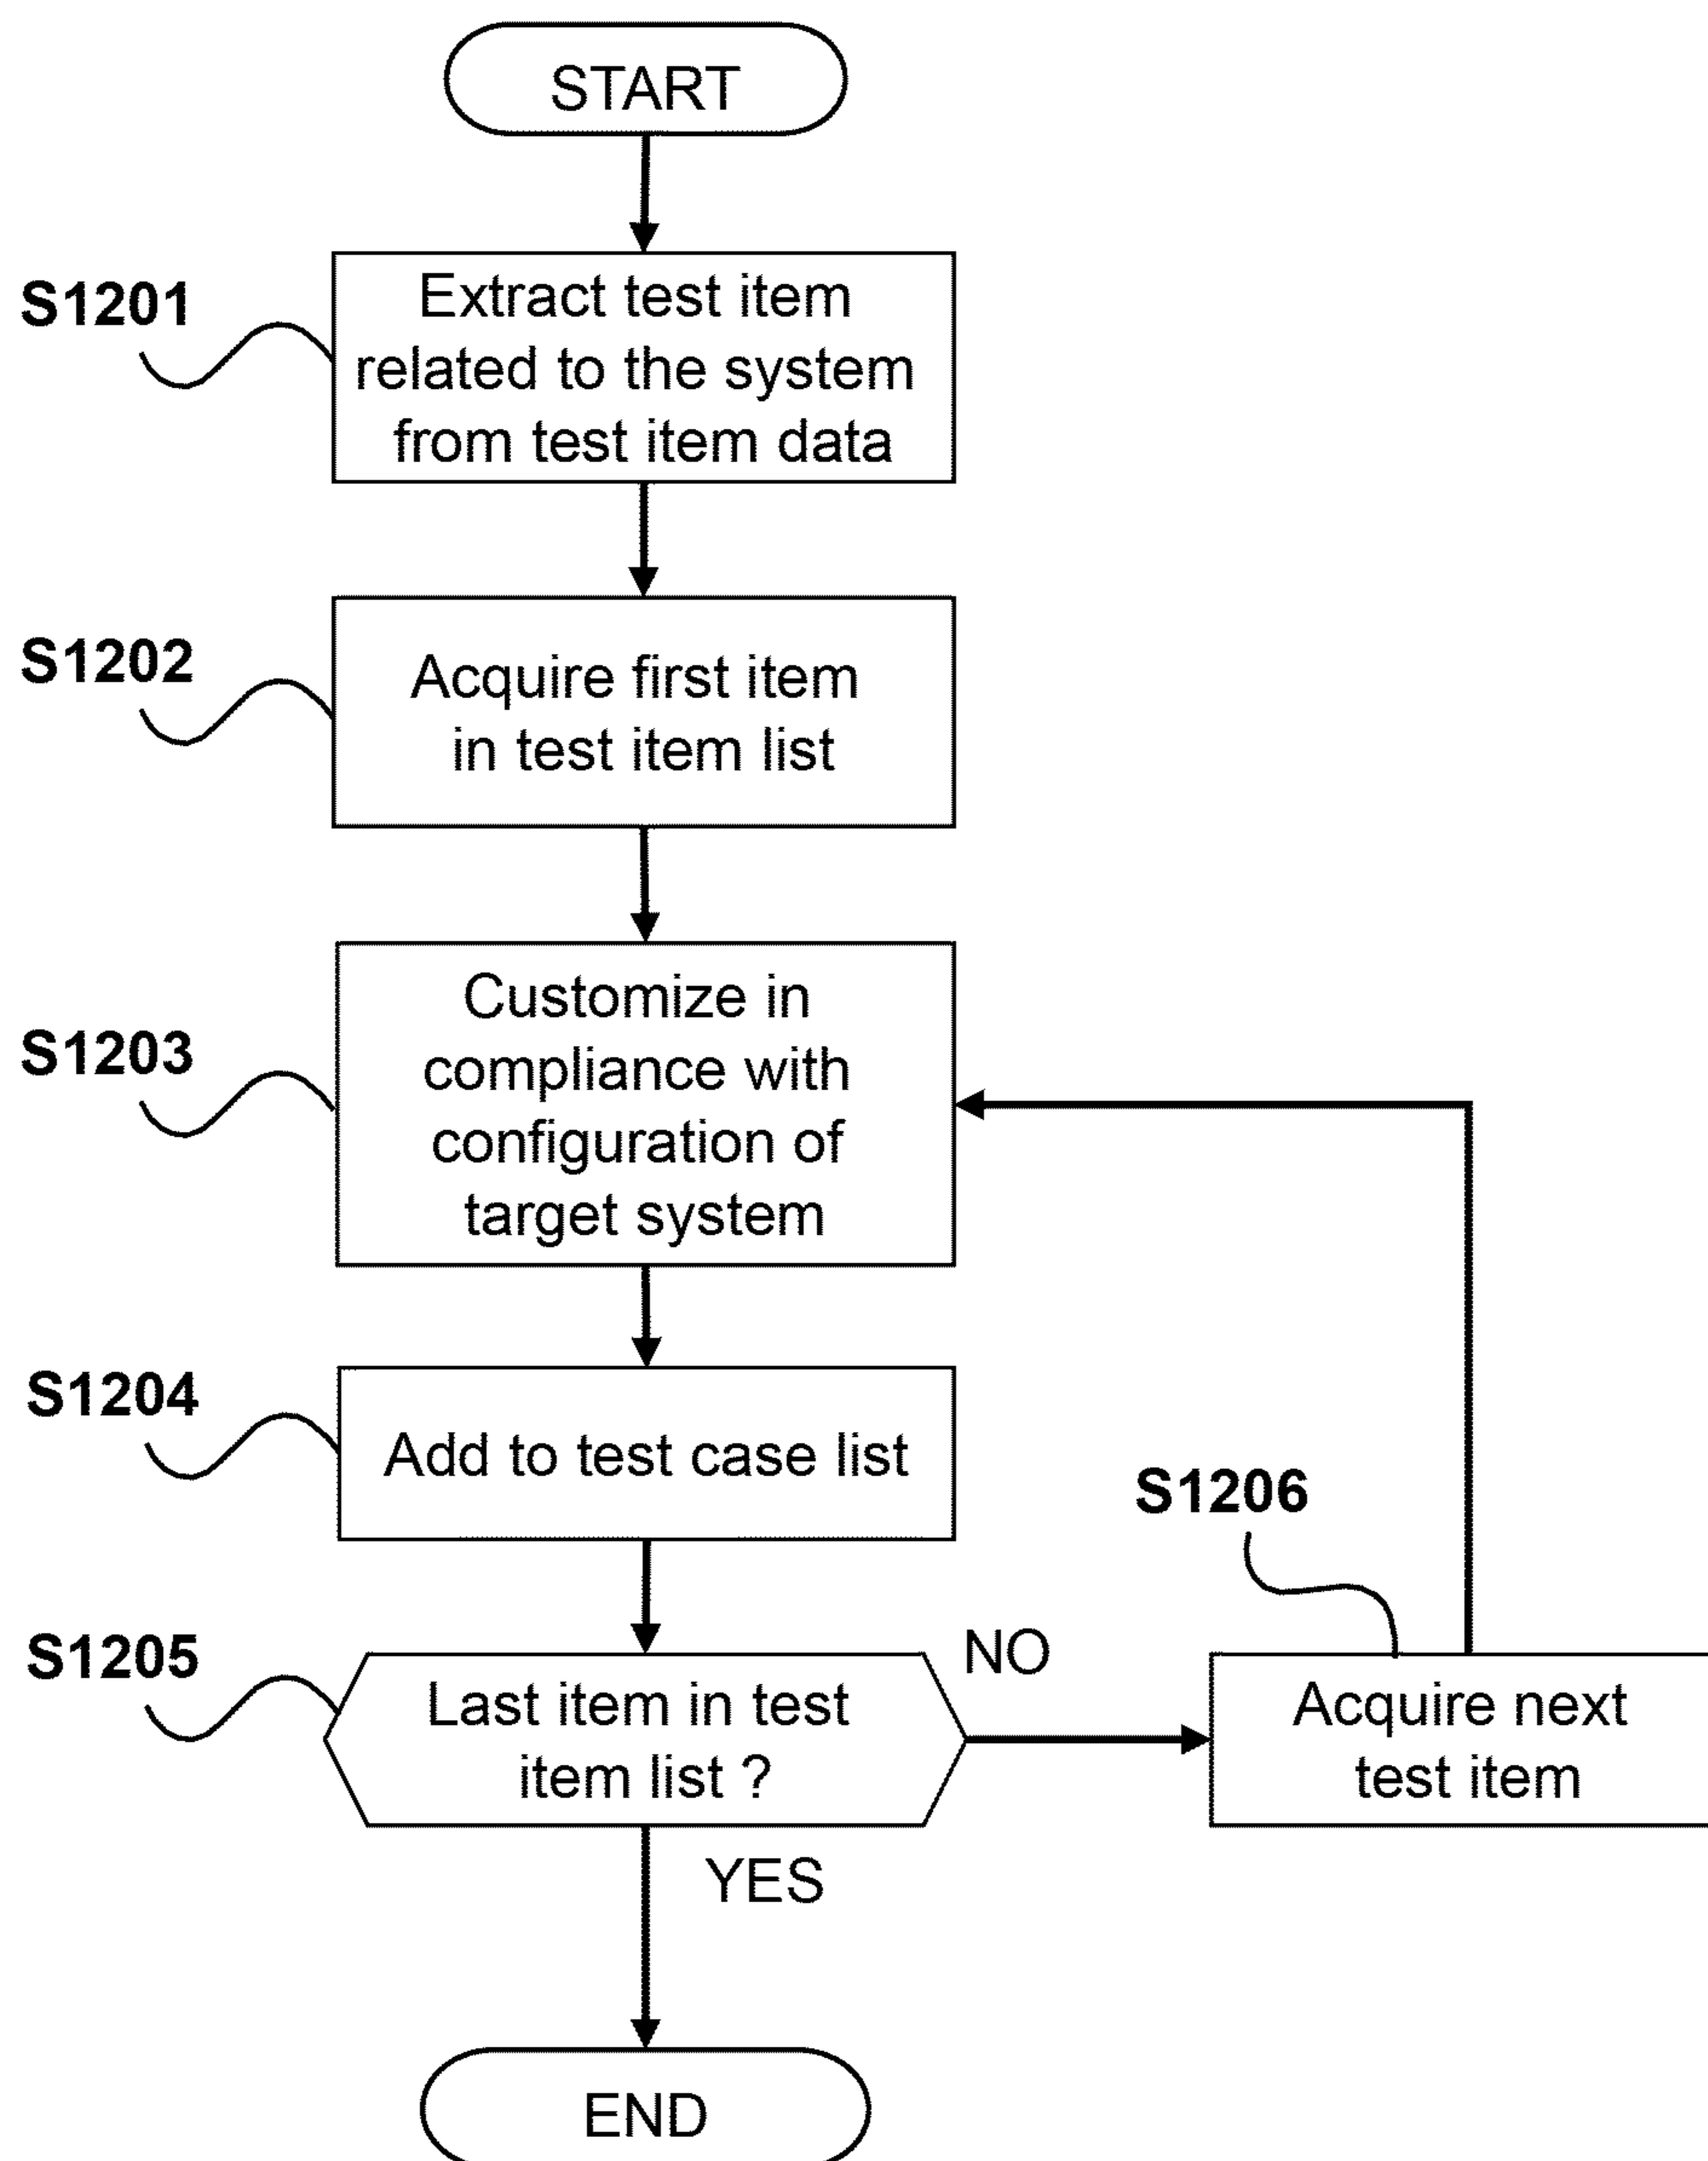 START
S1201
Extract test item
related to the system
from test item data
S1202
Acquire first item
in test item list
S1203
Customize in
compliance with
configuration of
target system
S1204
Add to test case list
S1205
Last item in test
item list ?
NO
S1206
Acquire next
test item
YES
END